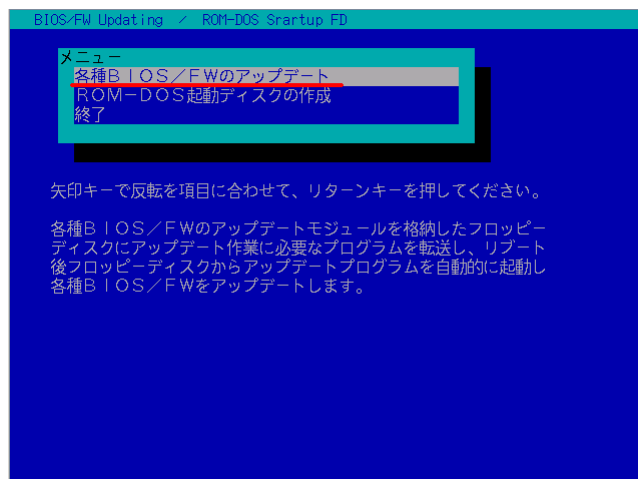 BIOS/FW Updating ／ ROM-DOS Srartup FD
メニュー
各種ＢＩＯＳ／ＦＷのアップデート
ＲＯＭ－ＤＯＳ起動ディスクの作成
終了
矢印キーで反転を項目に合わせて、リターンキーを押してください。
各種ＢＩＯＳ／ＦＷのアップデートモジュールを格納したフロッピー
ディスクにアップデート作業に必要なプログラムを転送し、リブート
後フロッピーディスクからアップデートプログラムを自動的に起動し
各種ＢＩＯＳ／ＦＷをアップデートします。